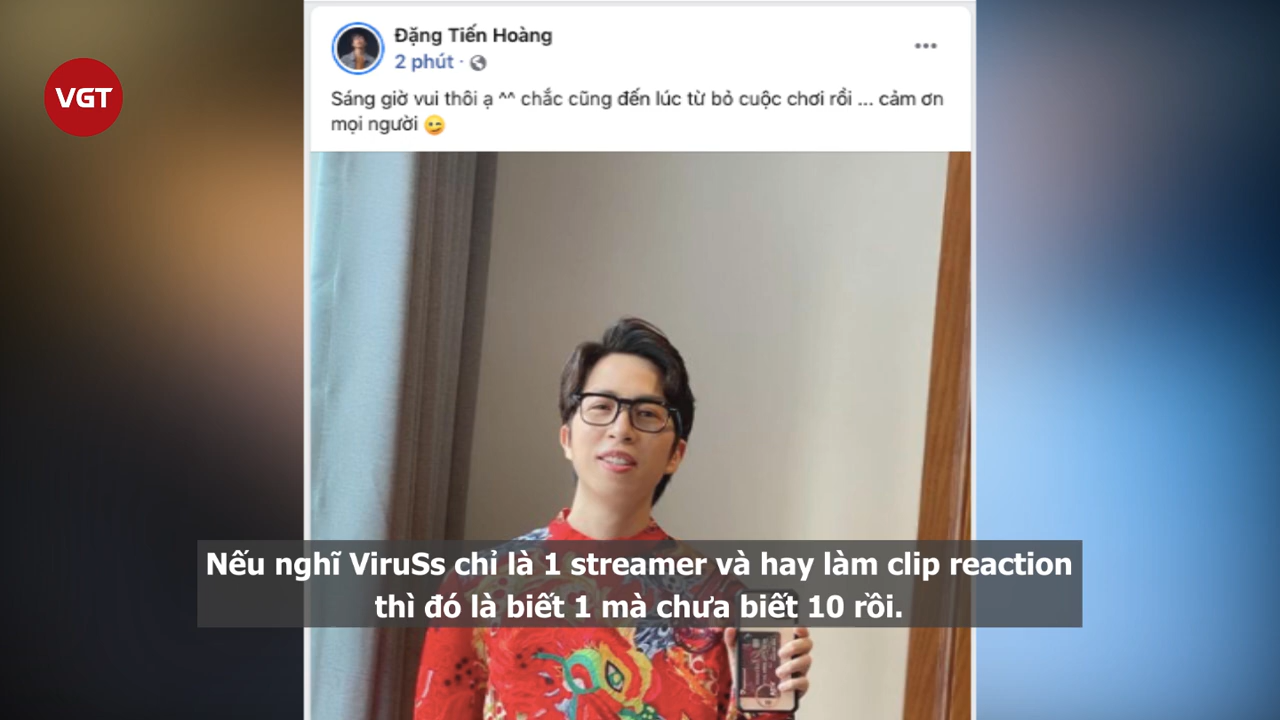 VGT
Đặng Tiến Hoàng
2 phút ·
Sáng giờ vui thôi ạ ^^ chắc cũng đến lúc từ bỏ cuộc chơi rồi ... cảm ơn
mọi người 😜
Nếu nghĩ ViruSs chỉ là 1 streamer và hay làm clip reaction
thì đó là biết 1 mà chưa biết 10 rồi.